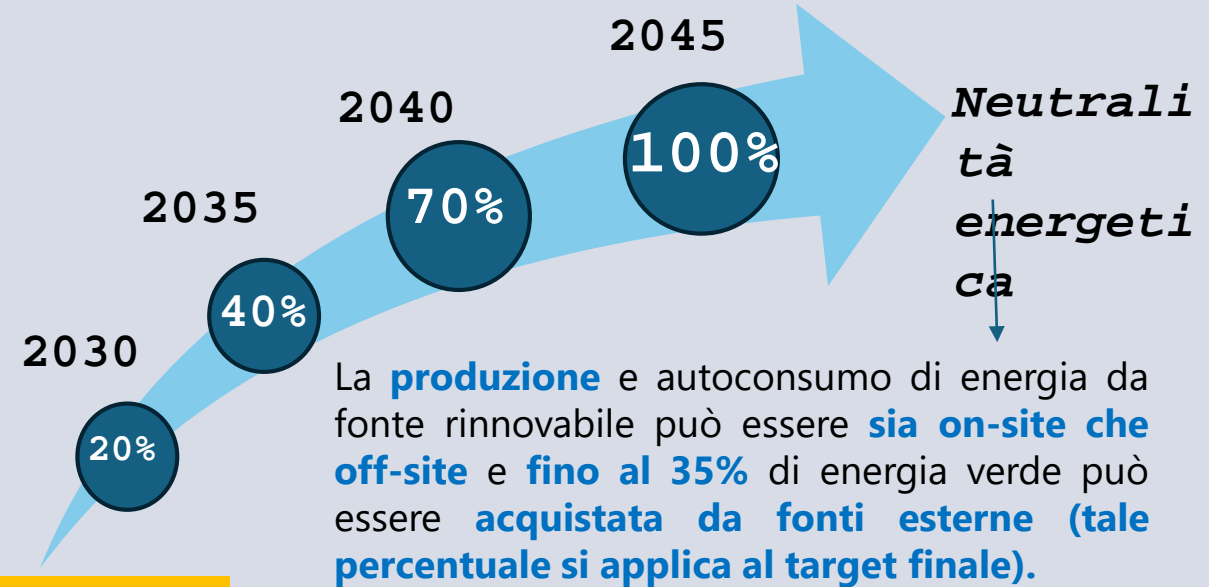 2030
20%
2035
40%
2040
70%
2045
100%
Neutrali
tà
energeti
ca
La produzione e autoconsumo di energia da
fonte rinnovabile può essere sia on-site che
off-site e fino al 35% di energia verde può
essere acquistata da fonti esterne (tale
percentuale si applica al target finale).